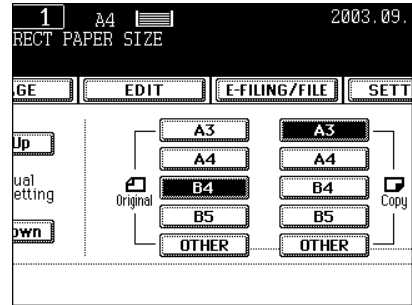 1 A4 2003.09.
RECT PAPER SIZE
GE EDIT E-FILING/FILE SETT
Up
ual
etting
own
Original
A3
A4
B4
B5
OTHER
A3
A4
B4
B5
OTHER
Copy